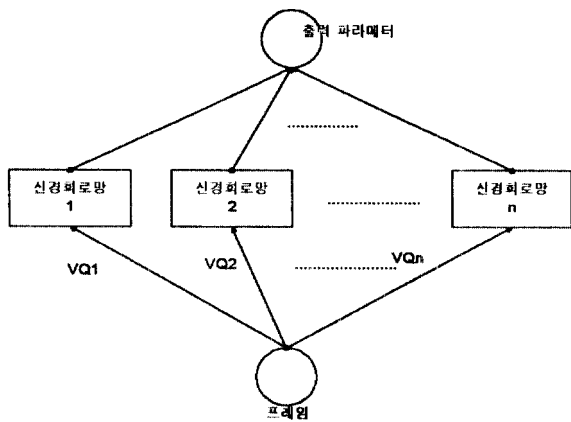 출력 파라메터
..............
신경회로망
1
신경회로망
2
..................
신경회로망
n
VQ1
VQ2
....................
VQn
프레임